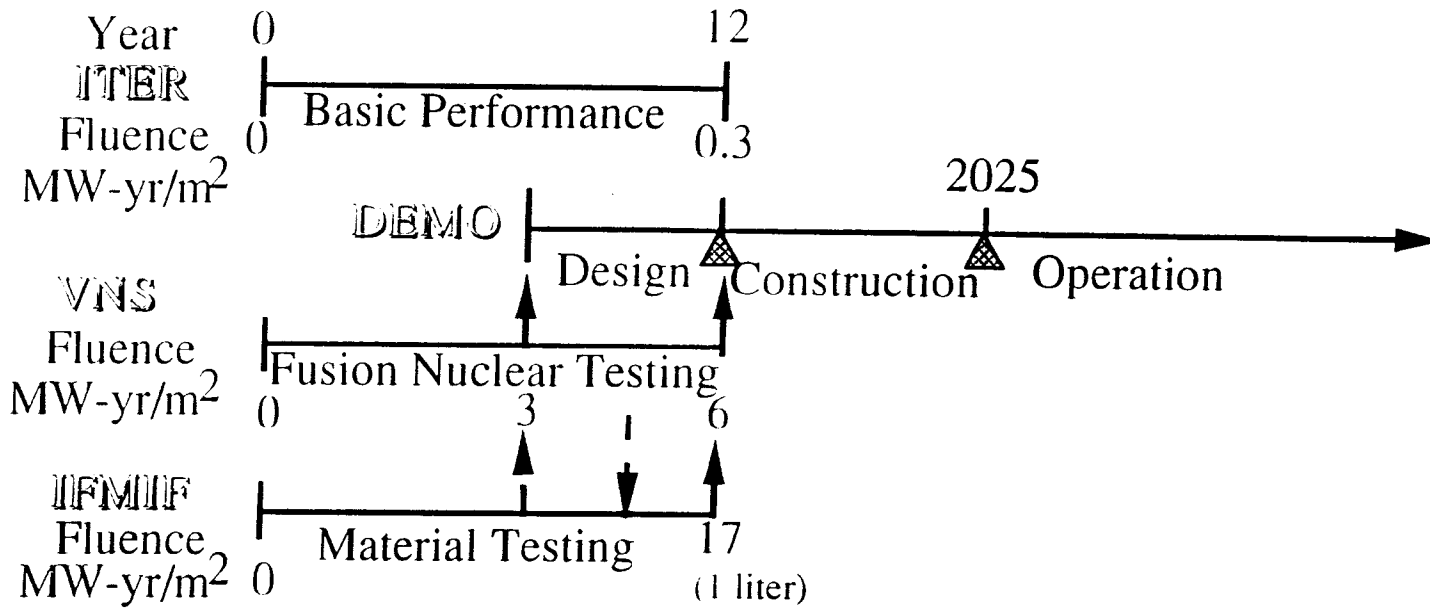 Year 0 12
ITER
Basic Performance
Fluence 0 0.3
MW-yr/m²
2025
DEMO
Design Construction Operation
VNS
Fluence
Fusion Nuclear Testing
MW-yr/m² 0 3 6
IFMIF
Fluence
Material Testing 17
MW-yr/m² 0 (1 liter)